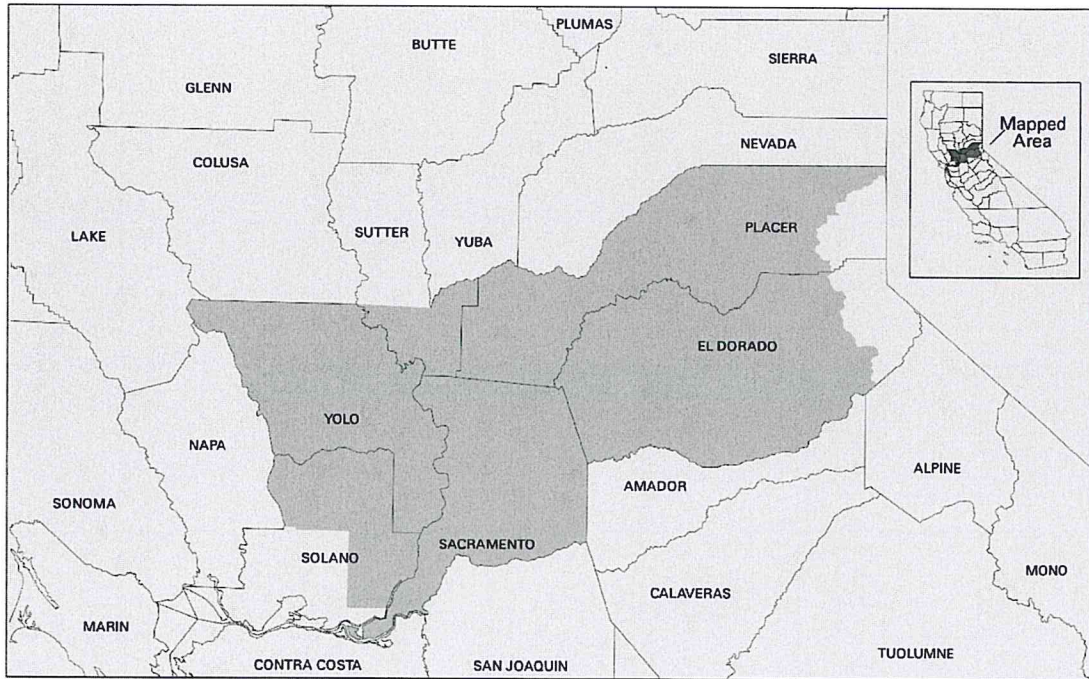 PLUMAS
BUTTE
SIERRA
GLENN
Mapped
Area
NEVADA
COLUSA
PLACER
SUTTER
YUBA
LAKE
EL DORADO
YOLO
NAPA
ALPINE
AMADOR
SONOMA
SACRAMENTO
SOLANO
MONO
CALAVERAS
MARIN
TUOLUMNE
CONTRA COSTA
SAN JOAQUIN